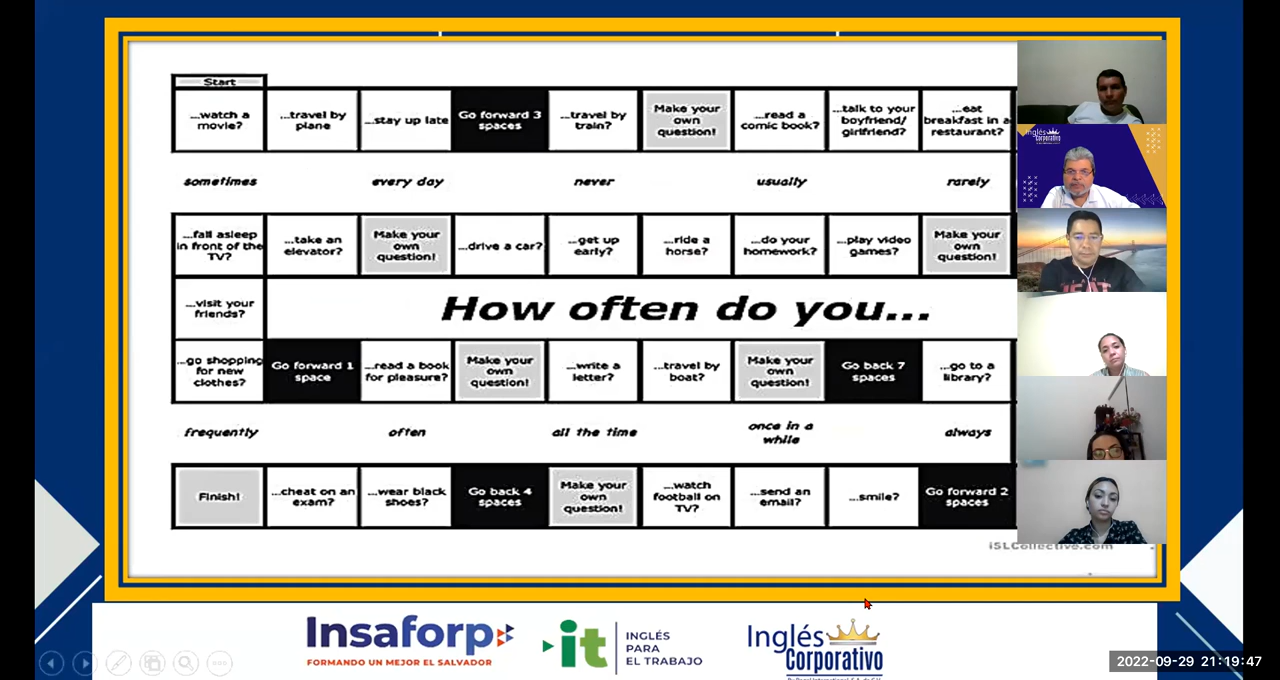 Start
...watch a
movie?
...travel by
plane
...stay up late
Go forward 3
spaces
...travel by
train?
Make your
own
question!
...read a
comic book?
...talk to your
boyfriend/
girlfriend?
...eat
breakfast in a
restaurant?
Inglés
Corporativo
sometimes
every day
never
usually
rarely
...fall asleep
in front of the
TV?
...take an
elevator?
Make your
own
question!
...drive a car?
...get up
early?
...ride a
horse?
...do your
homework?
...play video
games?
Make your
own
question!
...visit your
friends?
How often do you...
...go shopping
for new
clothes?
Go forward 1
space
...read a book
for pleasure?
Make your
own
question!
...write a
letter?
...travel by
boat?
Make your
own
question!
Go back 7
spaces
...go to a
library?
frequently
often
all the time
once in a
while
always
Finish!
...cheat on an
exam?
...wear black
shoes?
Go back 4
spaces
Make your
own
question!
...watch
football on
TV?
...send an
email?
...smile?
Go forward 2
spaces
iSLCollective.com
Insaforp
FORMANDO UN MEJOR EL SALVADOR
it
INGLÉS
PARA
EL TRABAJO
Inglés
Corporativo
2022-09-29 21:19:47